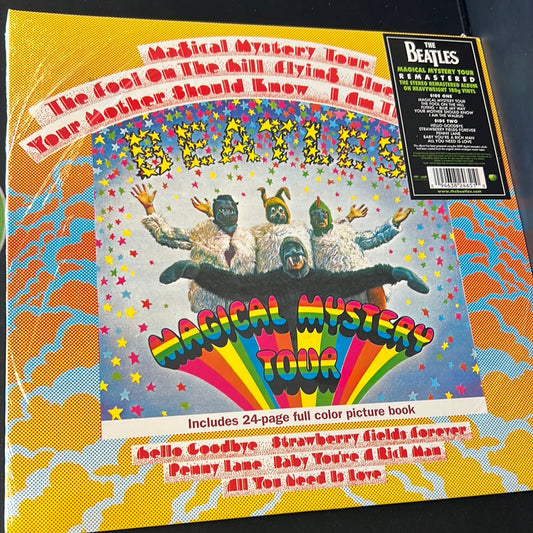 Magical Mystery Tour
The Fool On The Hill Flying Blue
Your Mother Should Know I Am T
BEATLES
MAGICAL MYSTERY
TOUR
Includes 24-page full color picture book
Hello Goodbye Strawberry Fields Forever
Penny Lane Baby You're A Rich Man
All You Need Is Love
THE
BEATLES
MAGICAL MYSTERY TOUR
REMASTERED
THE STEREO REMASTERED ALBUM
ON HEAVYWEIGHT 180g VINYL
SIDE ONE
MAGICAL MYSTERY TOUR
THE FOOL ON THE HILL
FLYING • BLUE JAY WAY
YOUR MOTHER SHOULD KNOW
I AM THE WALRUS
SIDE TWO
HELLO GOODBYE
STRAWBERRY FIELDS FOREVER
PENNY LANE
BABY YOU'RE A RICH MAN
ALL YOU NEED IS LOVE
www.thebeatles.com